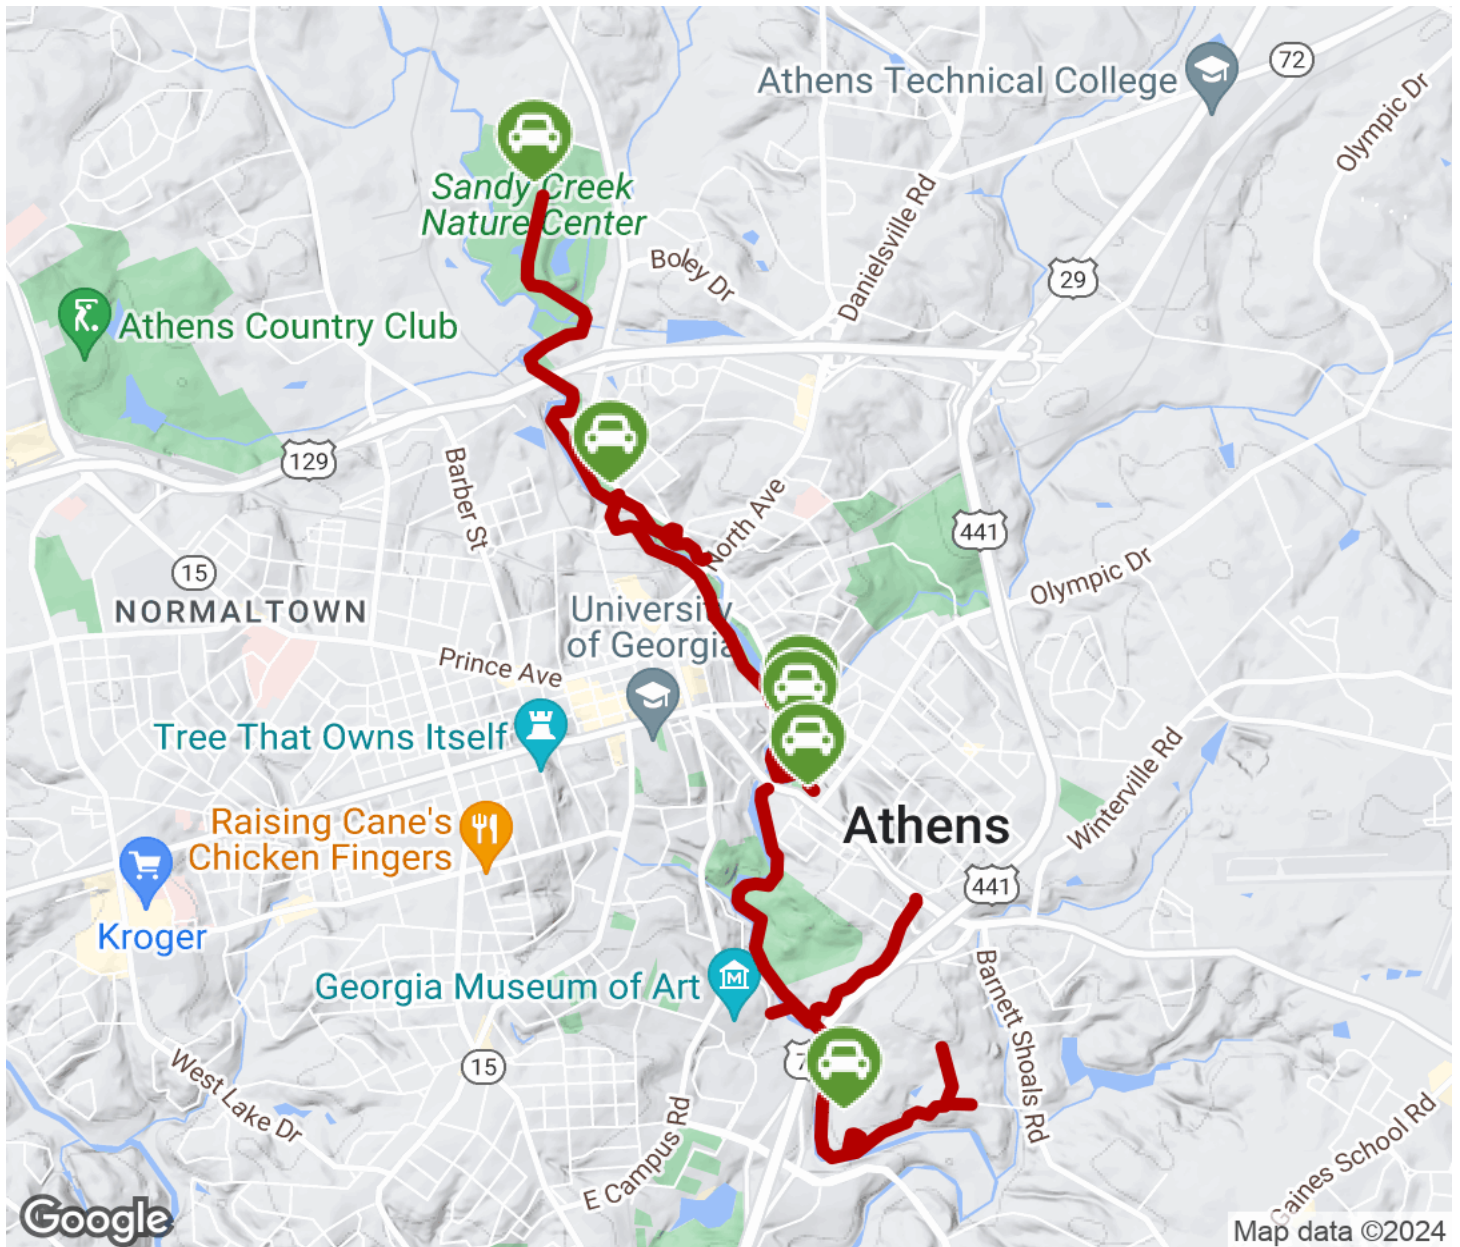 72
Athens Technical College
Olympic Dr
Sandy Creek
Nature Center
Danielsville Rd
Boley Dr
29
Athens Country Club
129
Barber St
North Ave
441
15
Olympic Dr
NORMALTOWN
University
of Georgia
Prince Ave
Tree That Owns Itself
Winterville Rd
Raising Cane's
Chicken Fingers
Athens
441
Kroger
Georgia Museum of Art
Barnett Shoals Rd
15
7
West Lake Dr
E Campus Rd
Gaines School Rd
Google
Map data ©2024